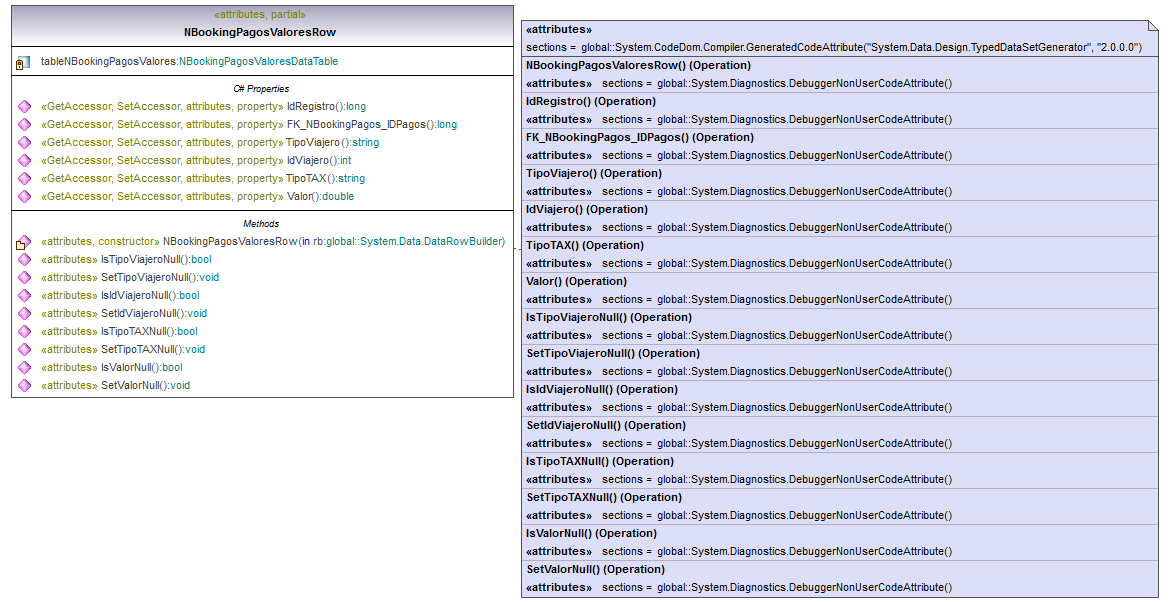 «attributes, partial»
NBookingPagosValoresRow
tableNBookingPagosValores:NBookingPagosValoresDataTable
C# Properties
«GetAccessor, SetAccessor, attributes, property» IdRegistro():long
«GetAccessor, SetAccessor, attributes, property» FK_NBookingPagos_IDPagos():long
«GetAccessor, SetAccessor, attributes, property» TipoViajero():string
«GetAccessor, SetAccessor, attributes, property» IdViajero():int
«GetAccessor, SetAccessor, attributes, property» TipoTAX():string
«GetAccessor, SetAccessor, attributes, property» Valor():double
Methods
«attributes, constructor» NBookingPagosValoresRow(in rb:global::System.Data.DataRowBuilder)
«attributes» IsTipoViajeroNull():bool
«attributes» SetTipoViajeroNull():void
«attributes» IsIdViajeroNull():bool
«attributes» SetIdViajeroNull():void
«attributes» IsTipoTAXNull():bool
«attributes» SetTipoTAXNull():void
«attributes» IsValorNull():bool
«attributes» SetValorNull():void
«attributes»
sections = global::System.CodeDom.Compiler.GeneratedCodeAttribute("System.Data.Design.TypedDataSetGenerator", "2.0.0.0")
NBookingPagosValoresRow() (Operation)
«attributes» sections = global::System.Diagnostics.DebuggerNonUserCodeAttribute()
IdRegistro() (Operation)
«attributes» sections = global::System.Diagnostics.DebuggerNonUserCodeAttribute()
FK_NBookingPagos_IDPagos() (Operation)
«attributes» sections = global::System.Diagnostics.DebuggerNonUserCodeAttribute()
TipoViajero() (Operation)
«attributes» sections = global::System.Diagnostics.DebuggerNonUserCodeAttribute()
IdViajero() (Operation)
«attributes» sections = global::System.Diagnostics.DebuggerNonUserCodeAttribute()
TipoTAX() (Operation)
«attributes» sections = global::System.Diagnostics.DebuggerNonUserCodeAttribute()
Valor() (Operation)
«attributes» sections = global::System.Diagnostics.DebuggerNonUserCodeAttribute()
IsTipoViajeroNull() (Operation)
«attributes» sections = global::System.Diagnostics.DebuggerNonUserCodeAttribute()
SetTipoViajeroNull() (Operation)
«attributes» sections = global::System.Diagnostics.DebuggerNonUserCodeAttribute()
IsIdViajeroNull() (Operation)
«attributes» sections = global::System.Diagnostics.DebuggerNonUserCodeAttribute()
SetIdViajeroNull() (Operation)
«attributes» sections = global::System.Diagnostics.DebuggerNonUserCodeAttribute()
IsTipoTAXNull() (Operation)
«attributes» sections = global::System.Diagnostics.DebuggerNonUserCodeAttribute()
SetTipoTAXNull() (Operation)
«attributes» sections = global::System.Diagnostics.DebuggerNonUserCodeAttribute()
IsValorNull() (Operation)
«attributes» sections = global::System.Diagnostics.DebuggerNonUserCodeAttribute()
SetValorNull() (Operation)
«attributes» sections = global::System.Diagnostics.DebuggerNonUserCodeAttribute()